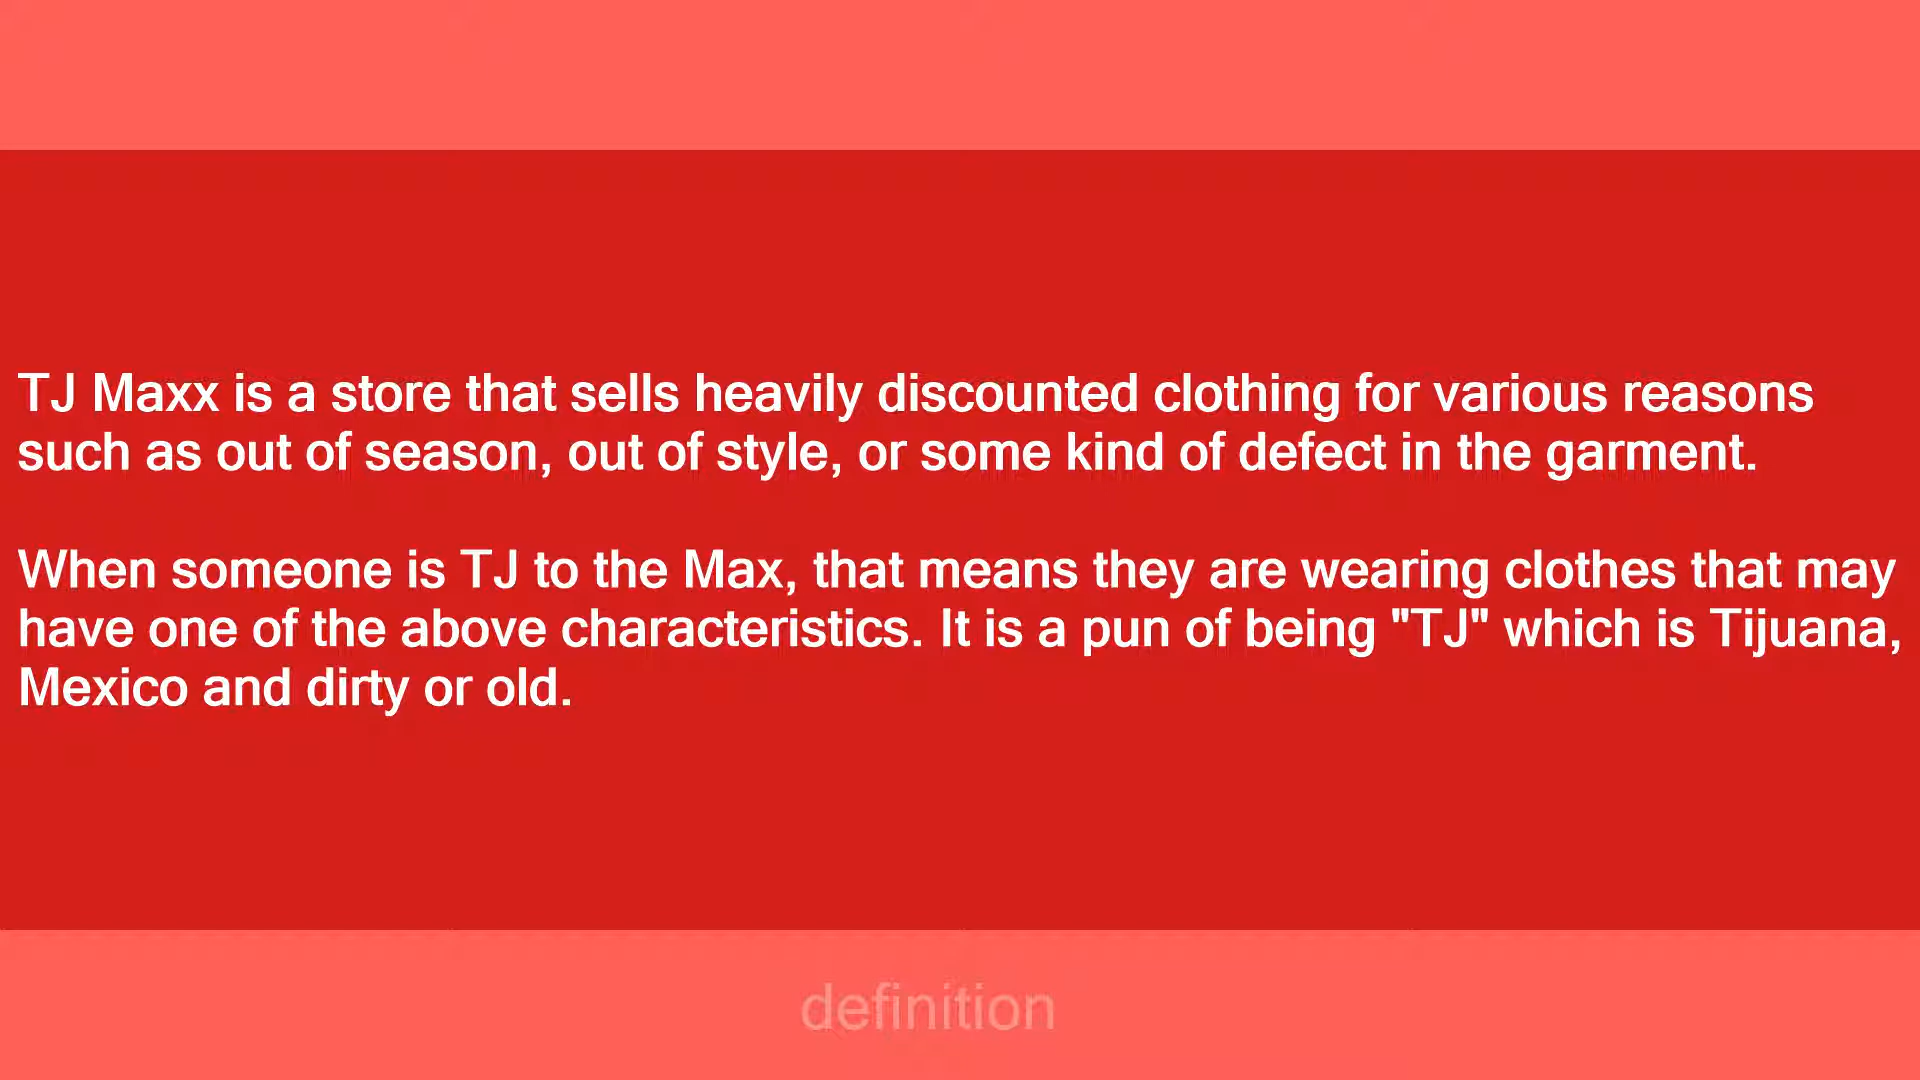 TJ Maxx is a store that sells heavily discounted clothing for various reasons
such as out of season, out of style, or some kind of defect in the garment.
When someone is TJ to the Max, that means they are wearing clothes that may
have one of the above characteristics. It is a pun of being "TJ" which is Tijuana,
Mexico and dirty or old.
definition